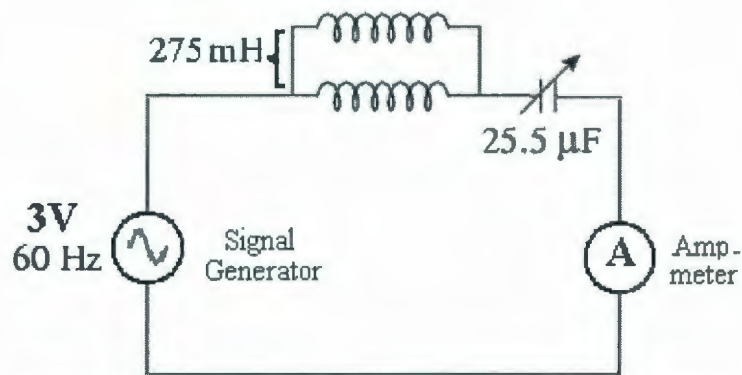 275 mH
25.5 μF
3V
60 Hz
Signal
Generator
A
Amp-
meter